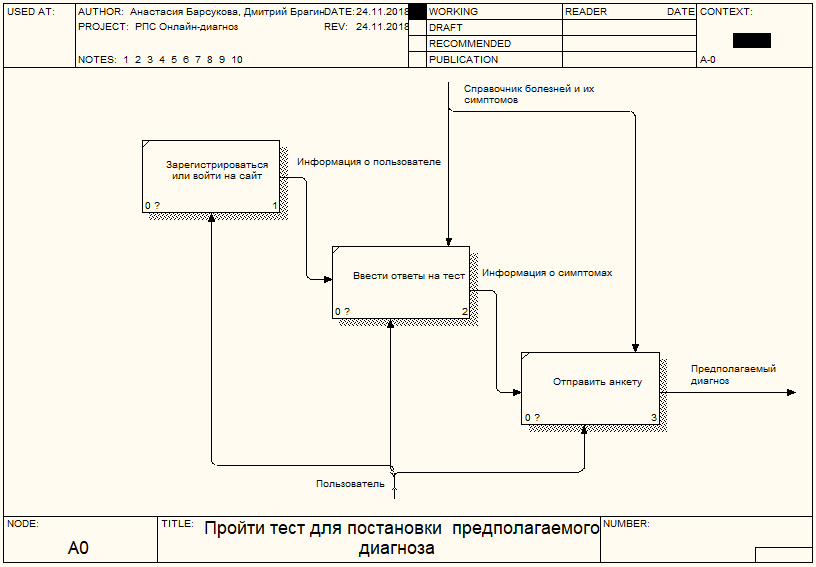 USED AT:
AUTHOR: Анастасия Барсукова, Дмитрий Брагин
DATE: 24.11.2018
PROJECT: РПС Онлайн-диагноз
REV: 24.11.2018
NOTES: 1 2 3 4 5 6 7 8 9 10
WORKING
DRAFT
RECOMMENDED
PUBLICATION
READER
DATE
CONTEXT:
A-0
Справочник болезней и их
симптомов
Зарегистрироваться
или войти на сайт
0 ?
1
Информация о пользователе
Ввести ответы на тест
0 ?
2
Информация о симптомах
Отправить анкету
0 ?
3
Предполагаемый
диагноз
Пользователь
NODE:
A0
TITLE:
Пройти тест для постановки предполагаемого
диагноза
NUMBER: